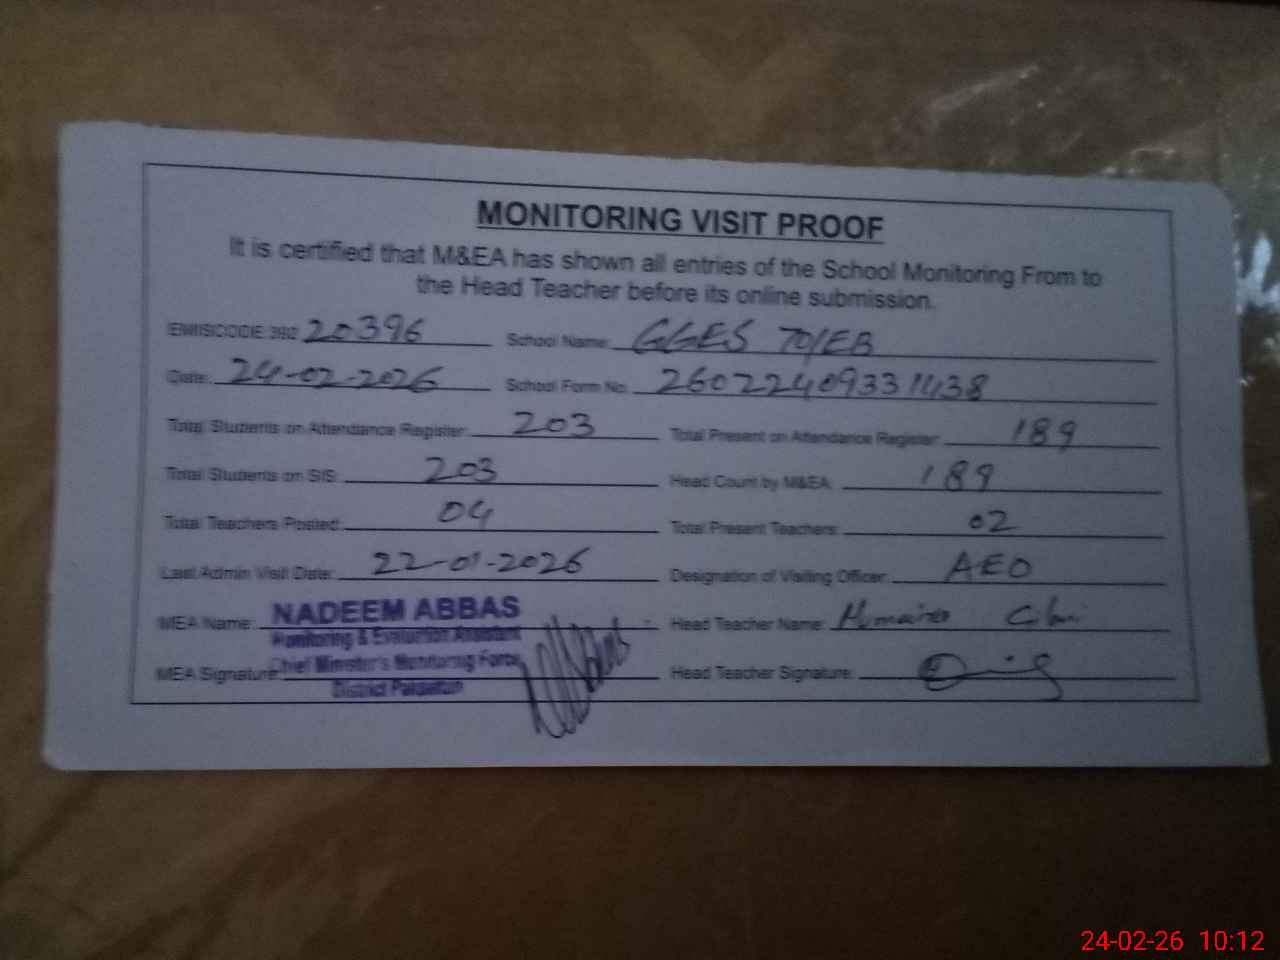 MONITORING VISIT PROOF
It is certified that M&EA has shown all entries of the School Monitoring From to
the Head Teacher before its online submission.
EMISCODE 392 20396 School Name: GGES 70/EB
Date: 24-02-2026 School Form No. 260224093311438
Total Students on Attendance Register: 203 Total Present on Attendance Register: 189
Total Students on SIS: 203 Head Count by M&EA: 189
Total Teachers Posted: 04 Total Present Teachers: 02
Last Admin Visit Date: 22-01-2026 Designation of Visiting Officer: AEO
MEA Name: NADEEM ABBAS Head Teacher Name: Humaira
Monitoring & Evaluation Assistant
MEA Signature: Chief Minister's Monitoring Force Head Teacher Signature:
District Pakpattan
24-02-26 10:12